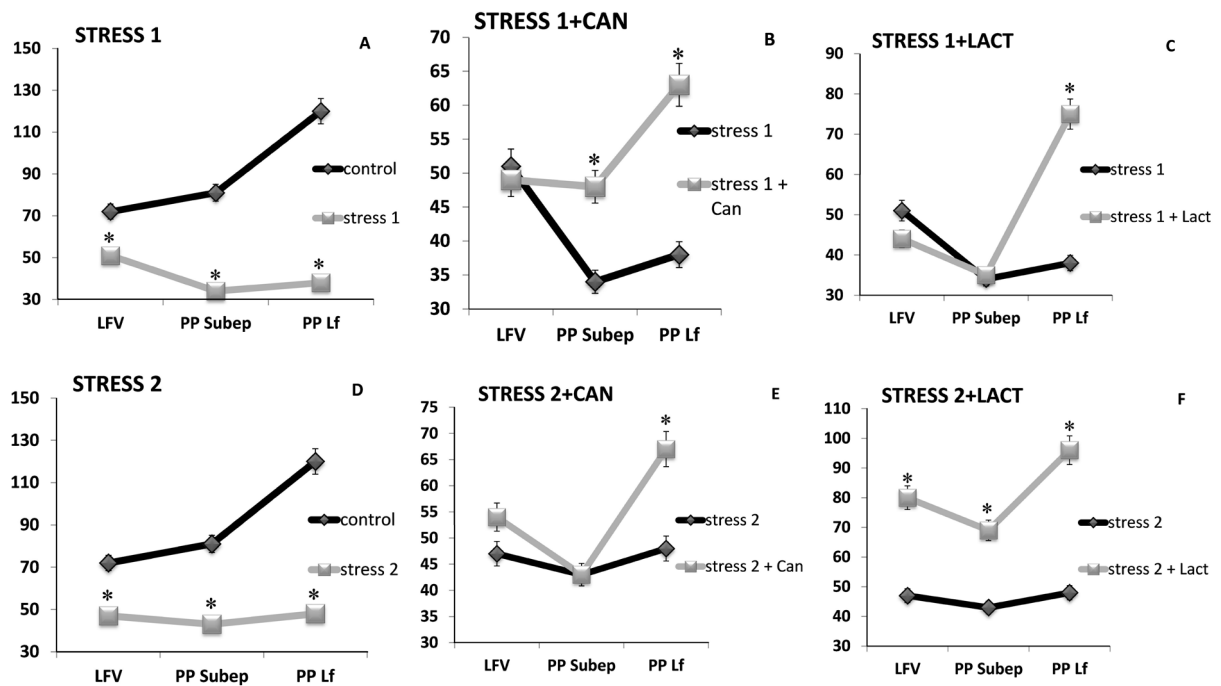 STRESS 1
A
150
130
110
90
70
50
30
*
*
*
control
stress 1
LFV
PP Subep
PP Lf
STRESS 1+CAN
B
70
65
60
55
50
45
40
35
30
*
*
stress 1
stress 1 +
Can
LFV
PP Subep
PP Lf
STRESS 1+LACT
C
90
80
70
60
50
40
30
*
stress 1
stress 1 + Lact
LFV
PP Subep
PP Lf
STRESS 2
D
150
130
110
90
70
50
30
*
*
*
control
stress 2
LFV
PP Subep
PP Lf
STRESS 2+CAN
E
75
70
65
60
55
50
45
40
35
30
*
stress 2
stress 2 + Can
LFV
PP Subep
PP Lf
STRESS 2+LACT
F
110
100
90
80
70
60
50
40
30
*
*
*
stress 2
stress 2 + Lact
LFV
PP Subep
PP Lf